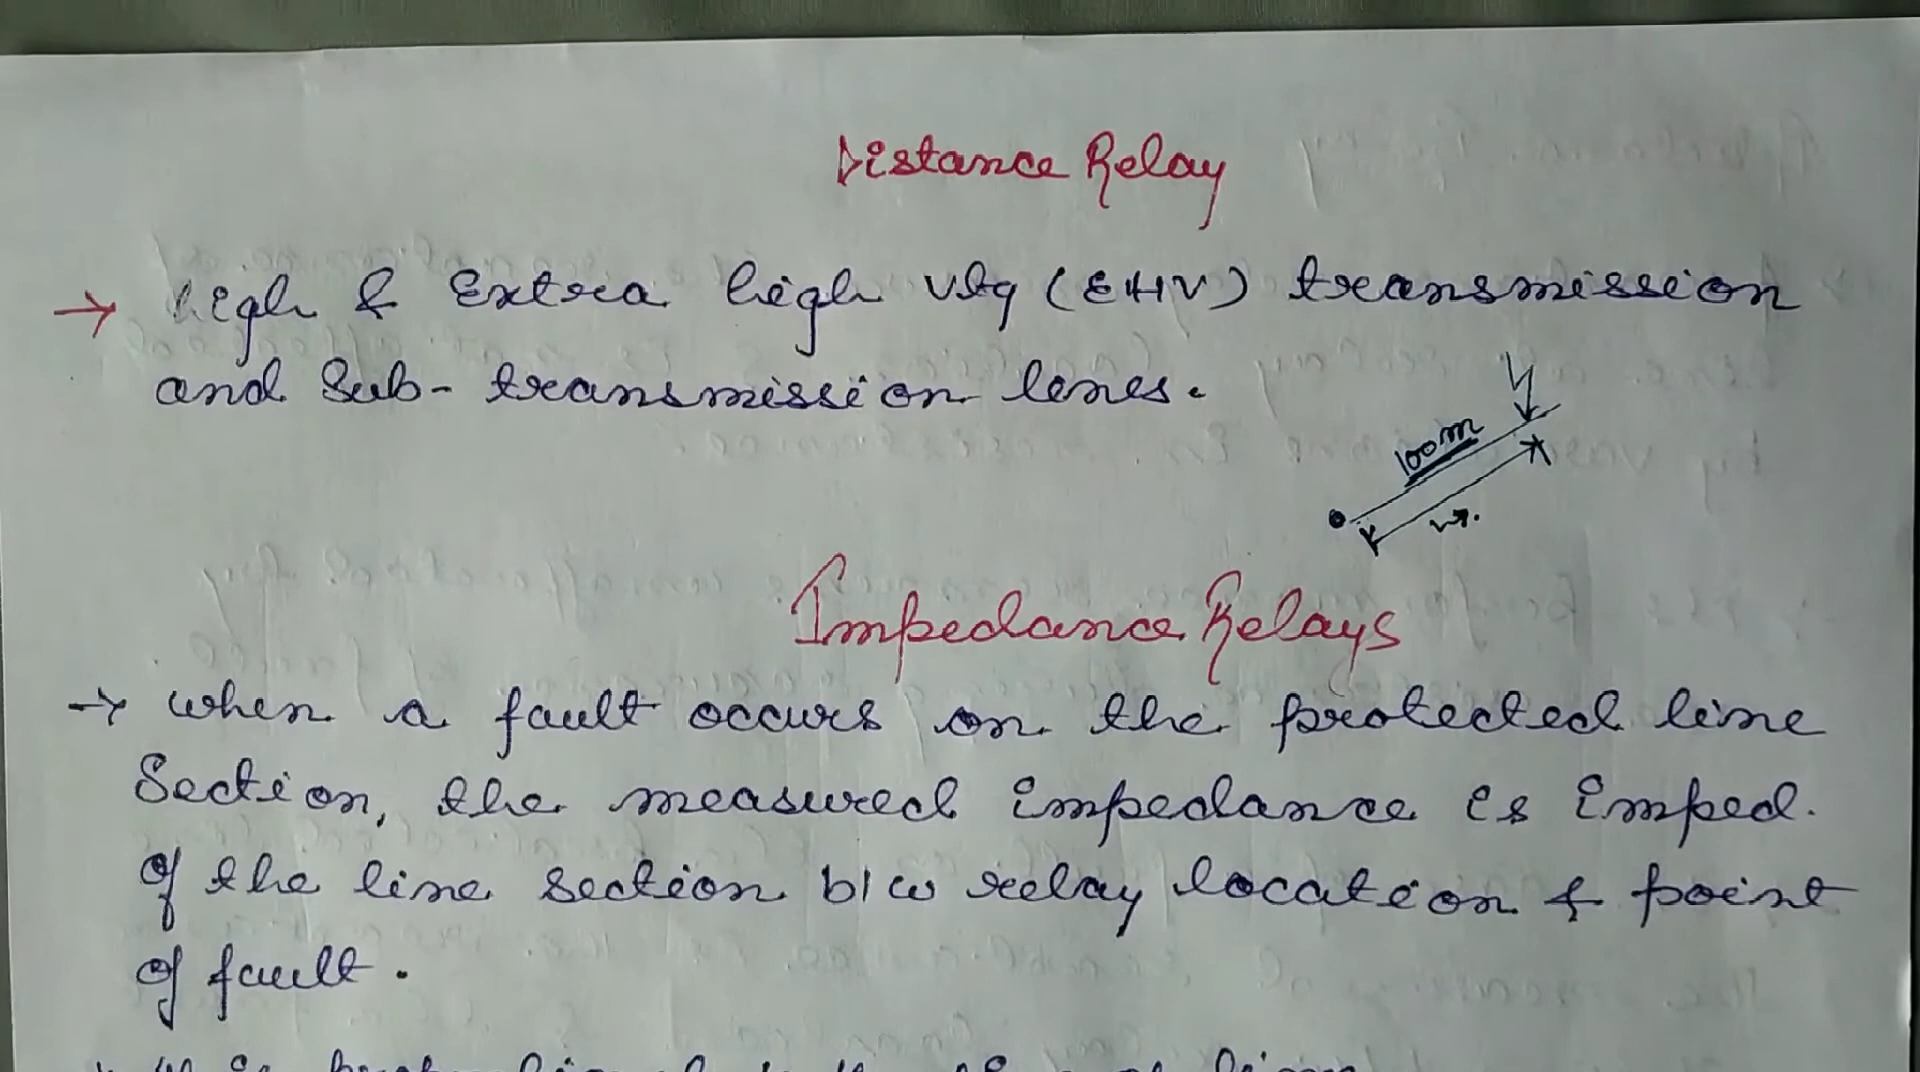 Distance Relay
→ high & Extra high vtg (EHV) transmission
and Sub-transmission lines.
100m
Impedance Relays
→ when a fault occurs on the protected line
Section, the measured impedance is imped.
of the line section b/w relay location & point
of fault.